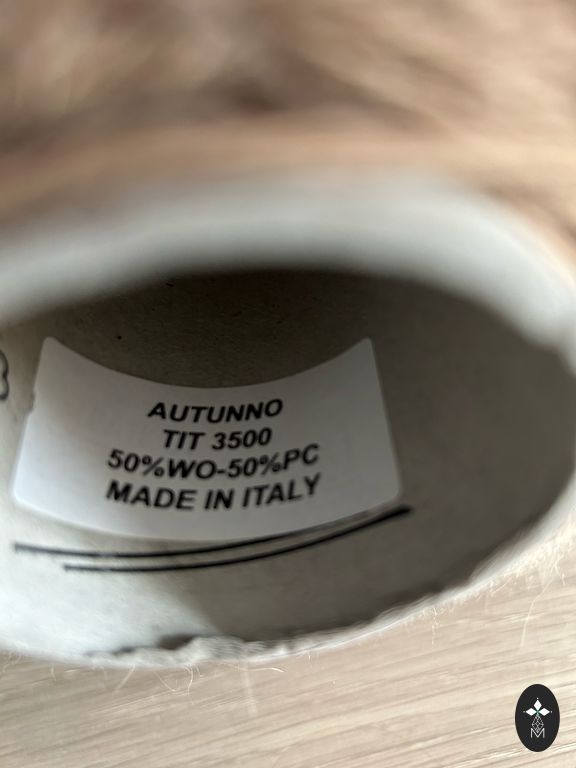 AUTUNNO
TIT 3500
50%WO-50%PC
MADE IN ITALY